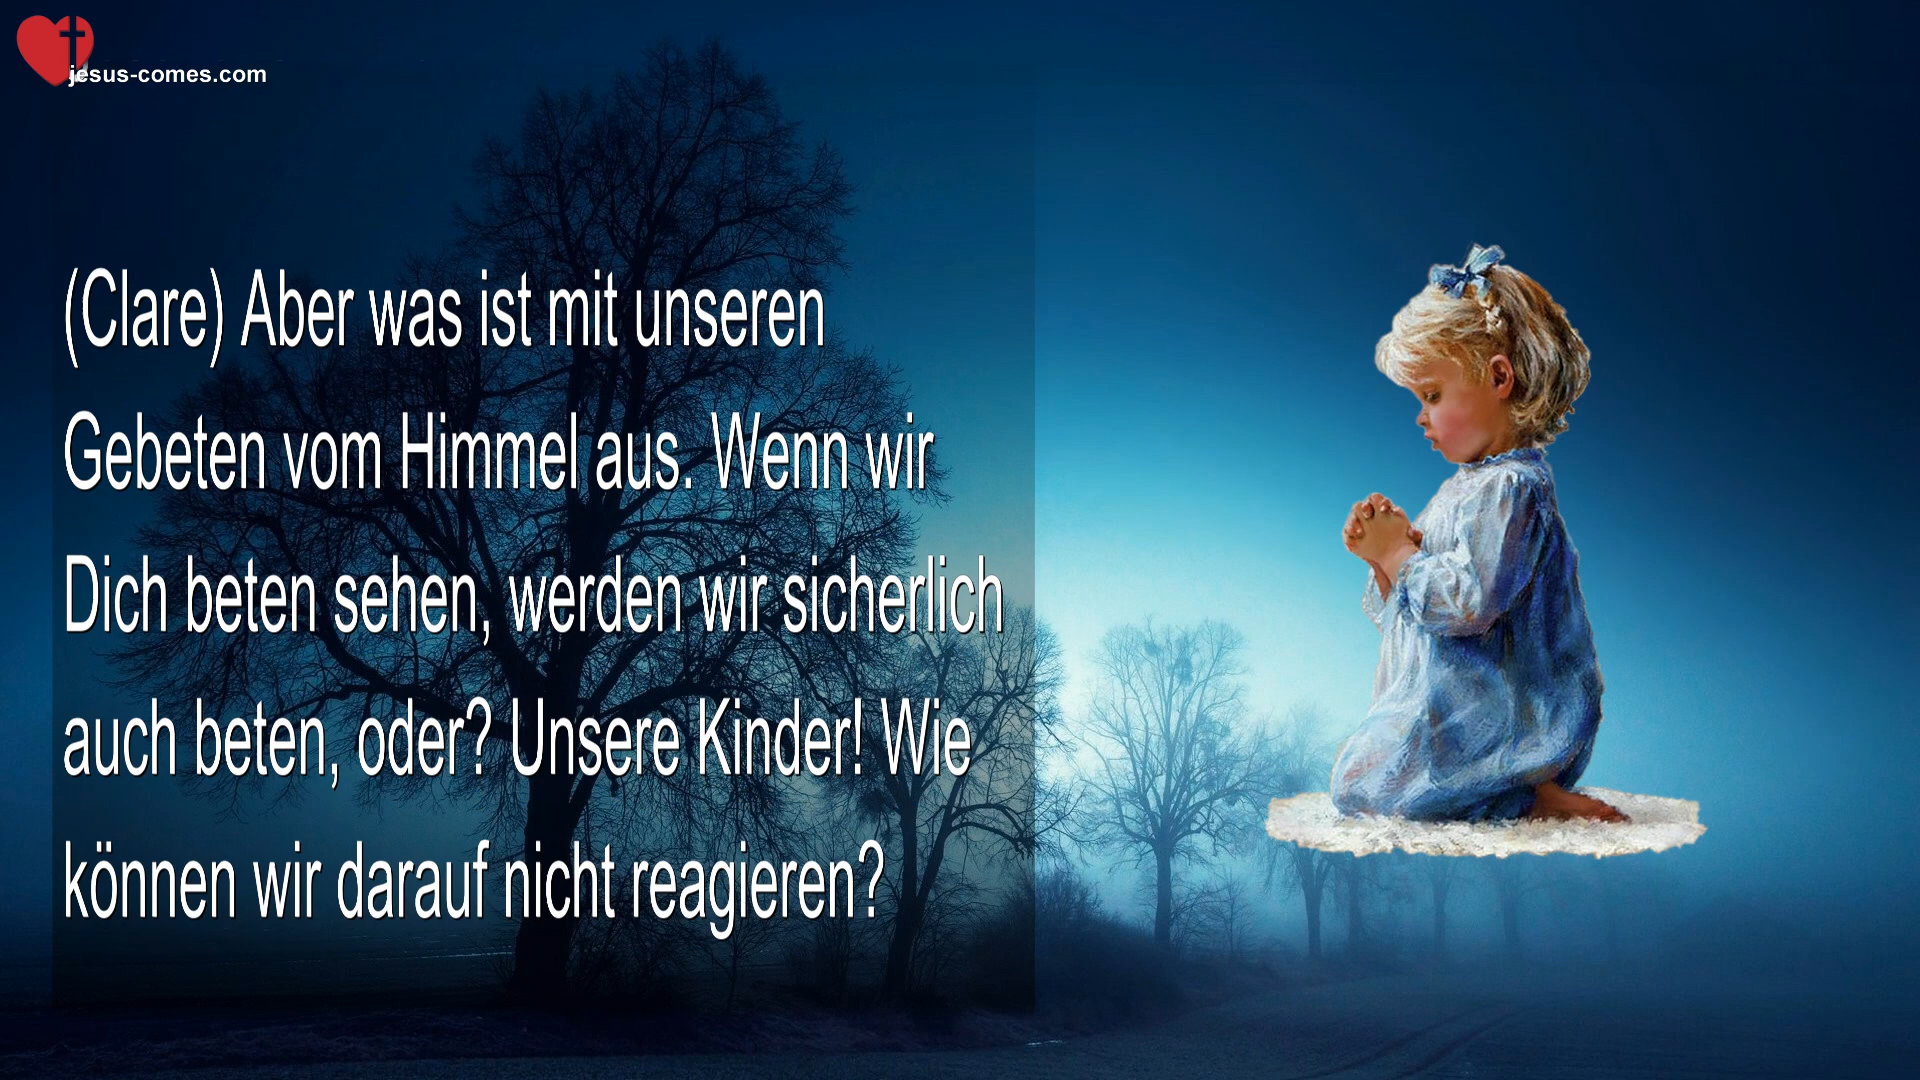 jesus-comes.com
(Clare) Aber was ist mit unseren
Gebeten vom Himmel aus. Wenn wir
Dich beten sehen, werden wir sicherlich
auch beten, oder? Unsere Kinder! Wie
können wir darauf nicht reagieren?